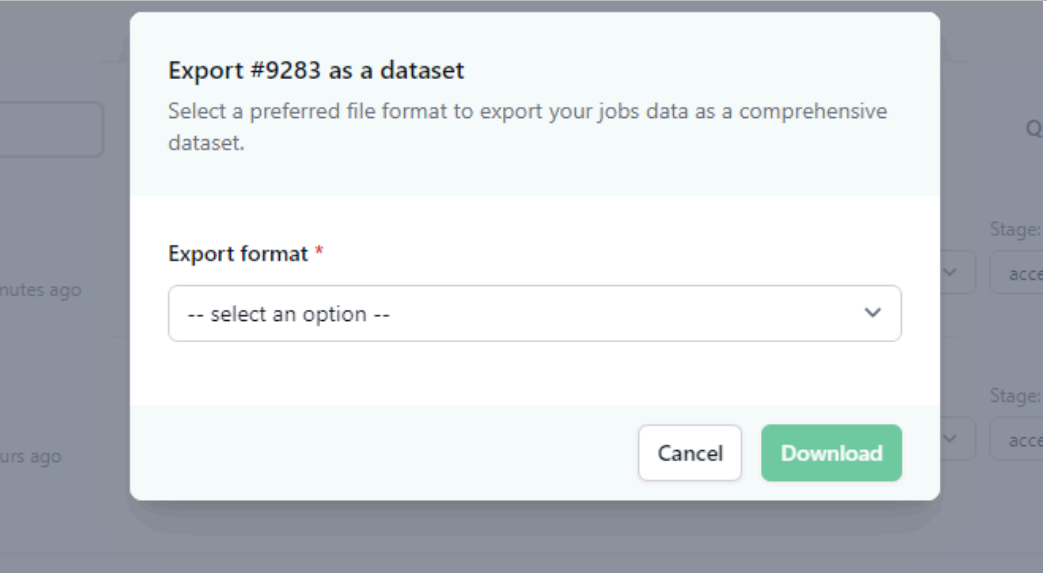 Export #9283 as a dataset
Select a preferred file format to export your jobs data as a comprehensive
dataset.
Q
Stage:
Export format *
nutes ago
acce
-- select an option --
Stage:
acce
urs ago
Cancel
Download